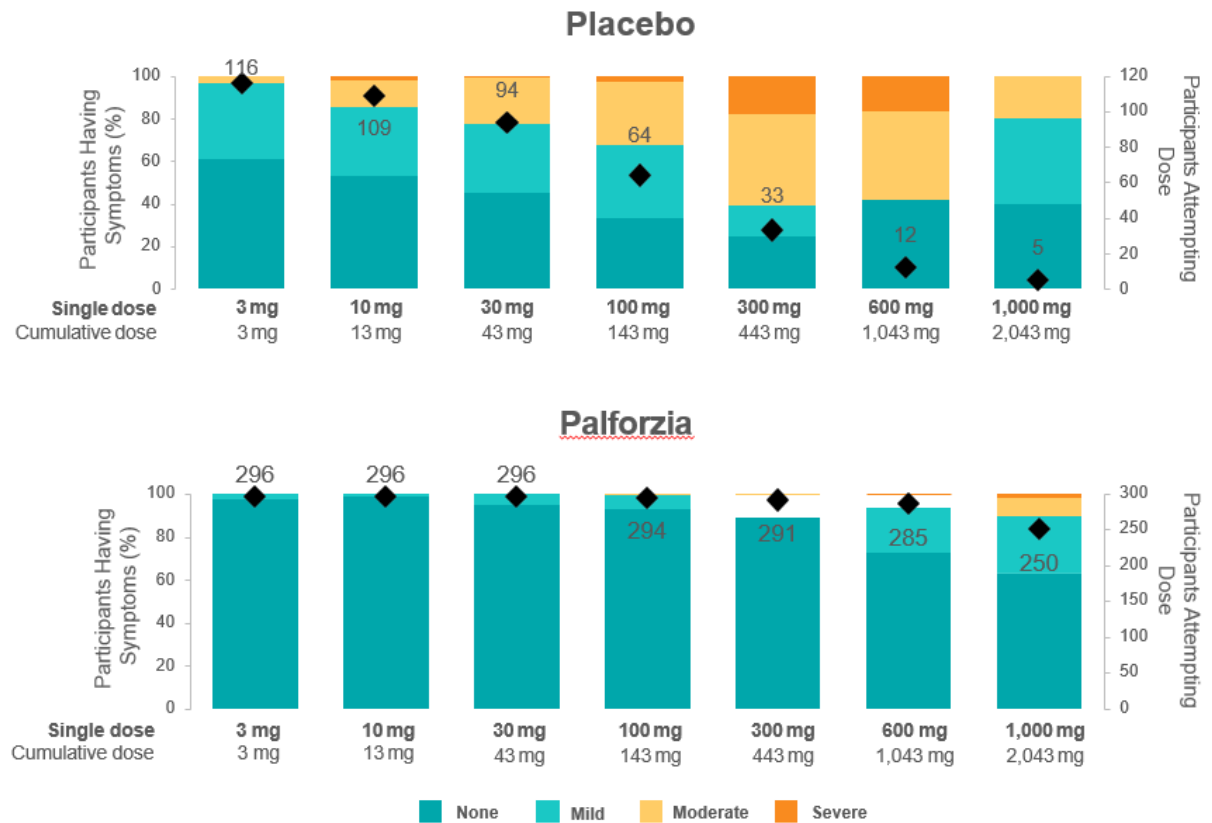 Placebo
Participants Having
Symptoms (%)
100
80
60
40
20
0
116
109
94
64
33
12
5
120
100
80
60
40
20
0
Participants Attempting
Dose
Single dose 3 mg 10 mg 30 mg 100 mg 300 mg 600 mg 1,000 mg
Cumulative dose 3 mg 13 mg 43 mg 143 mg 443 mg 1,043 mg 2,043 mg
Palforzia
Participants Having
Symptoms (%)
100
80
60
40
20
0
296
296
296
294
291
285
250
300
250
200
150
100
50
0
Participants Attempting
Dose
Single dose 3 mg 10 mg 30 mg 100 mg 300 mg 600 mg 1,000 mg
Cumulative dose 3 mg 13 mg 43 mg 143 mg 443 mg 1,043 mg 2,043 mg
None Mild Moderate Severe